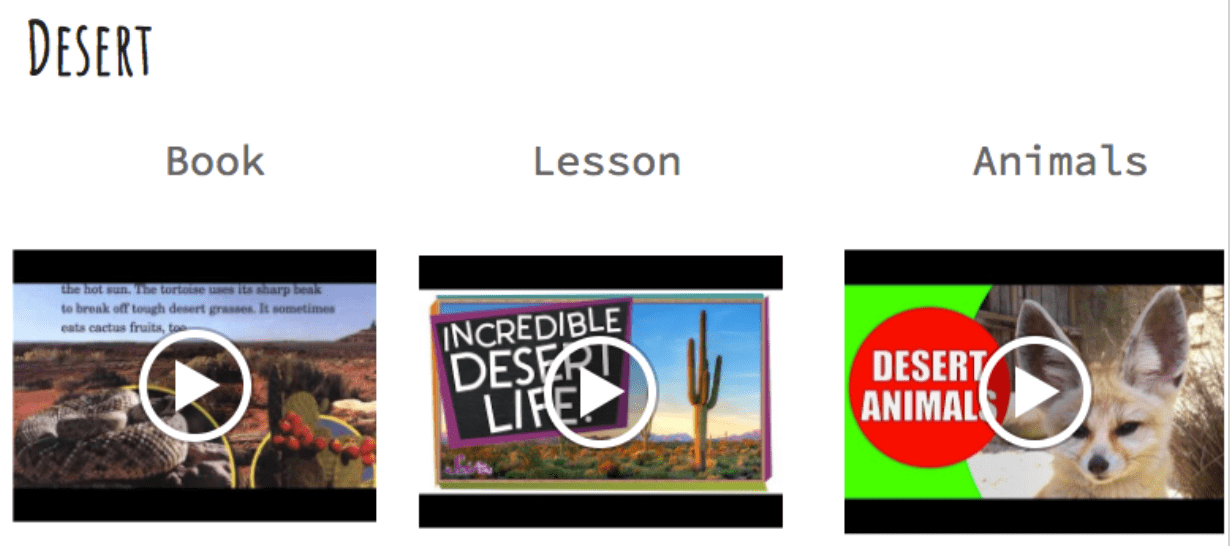 DESERT
Book
Lesson
Animals
the hot sun. The tortoise uses its sharp beak
to break off tough desert grasses. It sometimes
eats cactus fruits, too.
INCREDIBLE
DESERT
LIFE!
DESERT
ANIMALS